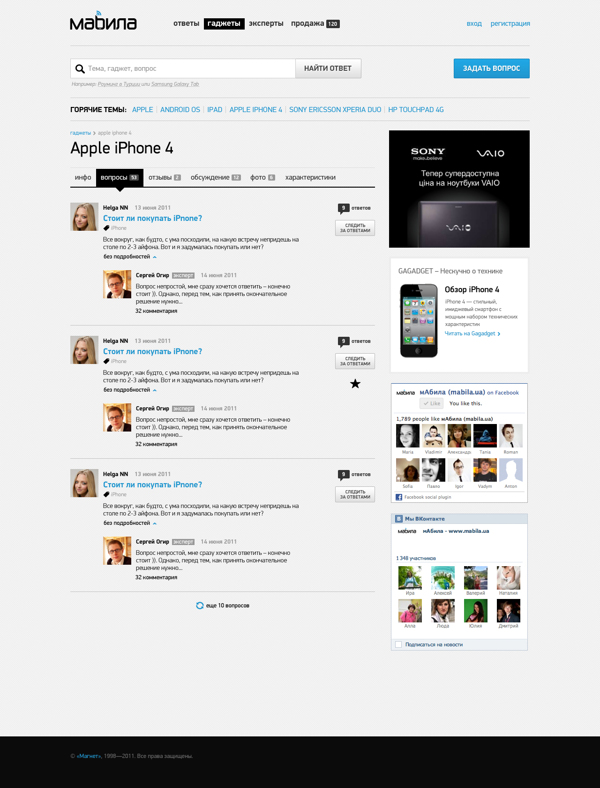 мабила
ответы гаджеты эксперты продажа 120
вход регистрация
Тема, гаджет, вопрос НАЙТИ ОТВЕТ ЗАДАТЬ ВОПРОС
Например: Роуминг в Турции или Samsung Galaxy Tab
ГОРЯЧИЕ ТЕМЫ: APPLE | ANDROID OS | IPAD | APPLE IPHONE 4 | SONY ERICSSON XPERIA DUO | HP TOUCHPAD 4G
гаджеты > apple iphone 4
Apple iPhone 4
инфо вопросы 53 отзывы 2 обсуждение 12 фото 6 характеристики
Helga NN 13 июня 2011
Стоит ли покупать iPhone?
iPhone
9 ответов
СЛЕДИТЬ
ЗА ОТВЕТАМИ
Все вокруг, как будто, с ума посходили, на какую встречу непридешь на
столе по 2-3 айфона. Вот и я задумалась покупать или нет?
без подробностей
Сергей Огир эксперт 14 июня 2011
Вопрос непростой, мне сразу хочется ответить – конечно
стоит )). Однако, перед тем, как принять окончательное
решение нужно...
32 комментария
Helga NN 13 июня 2011
Стоит ли покупать iPhone?
iPhone
9 ответов
СЛЕДИТЬ
ЗА ОТВЕТАМИ
Все вокруг, как будто, с ума посходили, на какую встречу непридешь на
столе по 2-3 айфона. Вот и я задумалась покупать или нет?
без подробностей
Сергей Огир эксперт 14 июня 2011
Вопрос непростой, мне сразу хочется ответить – конечно
стоит )). Однако, перед тем, как принять окончательное
решение нужно...
32 комментария
Helga NN 13 июня 2011
Стоит ли покупать iPhone?
iPhone
9 ответов
СЛЕДИТЬ
ЗА ОТВЕТАМИ
Все вокруг, как будто, с ума посходили, на какую встречу непридешь на
столе по 2-3 айфона. Вот и я задумалась покупать или нет?
без подробностей
Сергей Огир эксперт 14 июня 2011
Вопрос непростой, мне сразу хочется ответить – конечно
стоит )). Однако, перед тем, как принять окончательное
решение нужно...
32 комментария
еще 10 вопросов
SONY VAIO
make.believe
Тепер супердоступна
ціна на ноутбуки VAIO
VAIO
GAGADGET – Нескучно о технике
Обзор iPhone 4
iPhone 4 — стильный,
имиджевый смартфон с
мощным набором технических
характеристик
Читать на Gagadget >
мабила мАбила (mabila.ua) on Facebook
Like You like this.
1,789 people like мАбила (mabila.ua)
Maria Vladimir Александр Tania Roman
Sofia Павло Igor Vadym Anton
Facebook social plugin
В Мы ВКонтакте
мабила мАбила - www.mabila.ua
1 348 участников
Ира Алексей Валерий Наталия
Алла Люда Юлия Дмитрий
Подписаться на новости
© «Магнет», 1999—2011. Все права защищены.